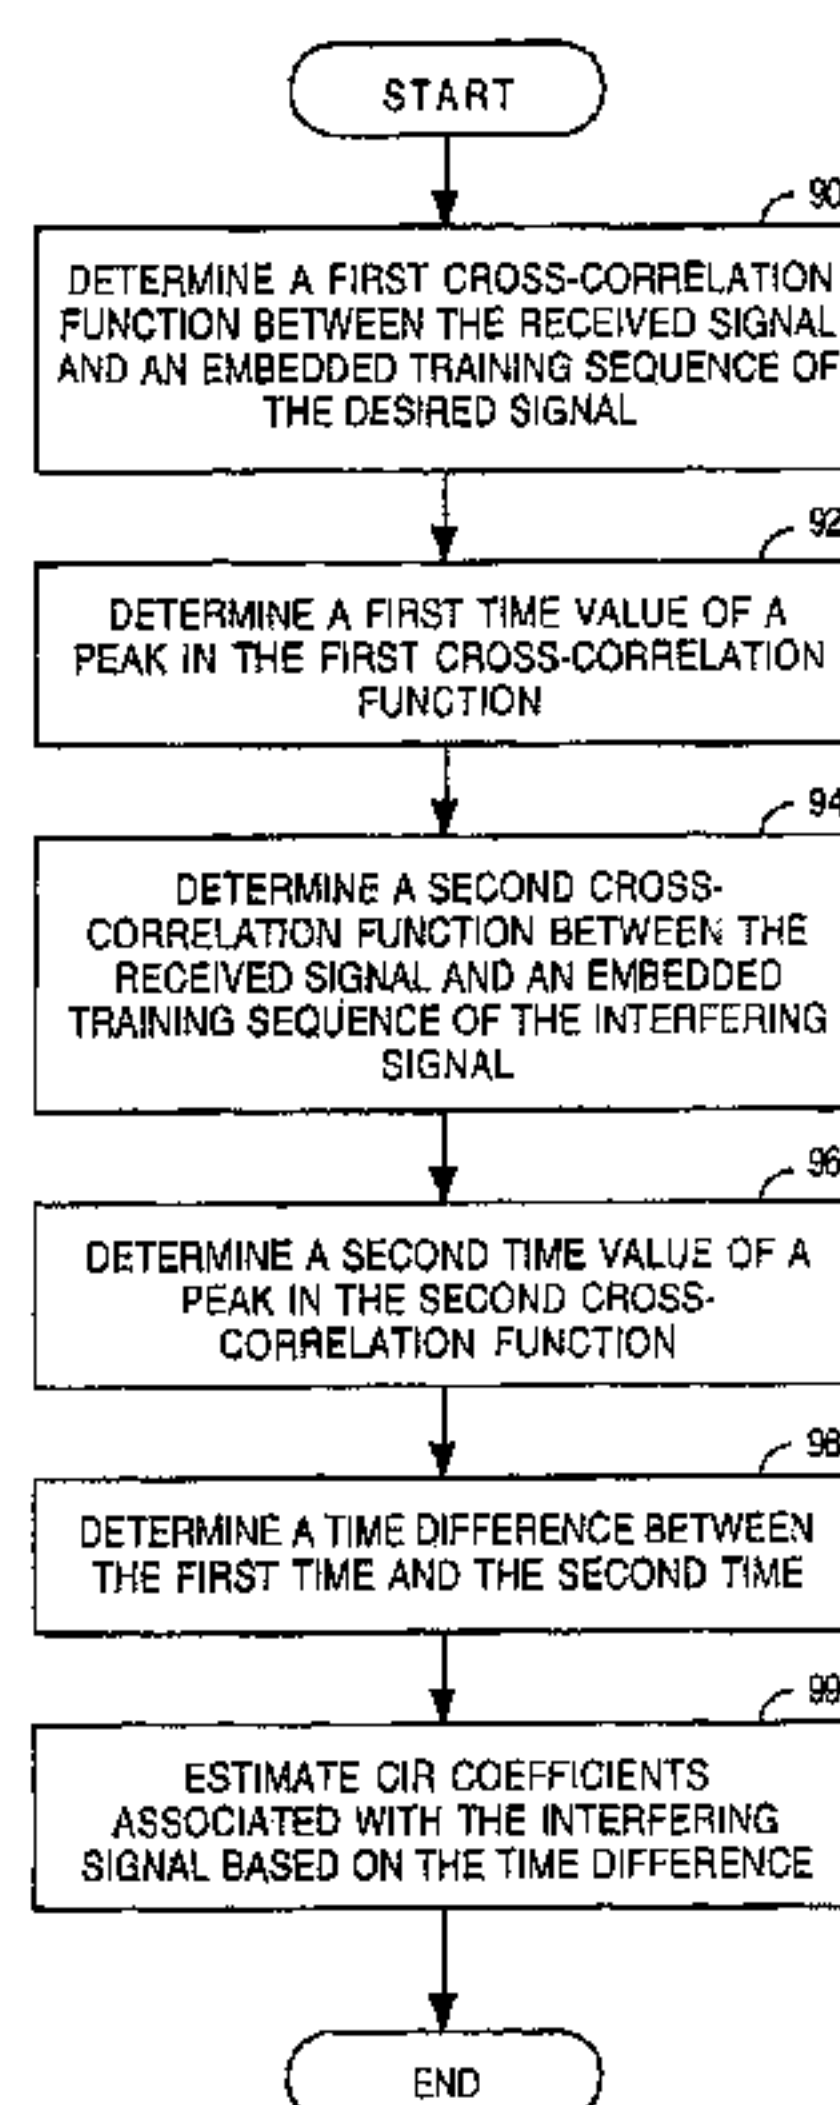 START
90
DETERMINE A FIRST CROSS-CORRELATION
FUNCTION BETWEEN THE RECEIVED SIGNAL
AND AN EMBEDDED TRAINING SEQUENCE OF
THE DESIRED SIGNAL
92
DETERMINE A FIRST TIME VALUE OF A
PEAK IN THE FIRST CROSS-CORRELATION
FUNCTION
94
DETERMINE A SECOND CROSS-
CORRELATION FUNCTION BETWEEN THE
RECEIVED SIGNAL AND AN EMBEDDED
TRAINING SEQUENCE OF THE INTERFERING
SIGNAL
96
DETERMINE A SECOND TIME VALUE OF A
PEAK IN THE SECOND CROSS-
CORRELATION FUNCTION
98
DETERMINE A TIME DIFFERENCE BETWEEN
THE FIRST TIME AND THE SECOND TIME
99
ESTIMATE CIR COEFFICIENTS
ASSOCIATED WITH THE INTERFERING
SIGNAL BASED ON THE TIME DIFFERENCE
END